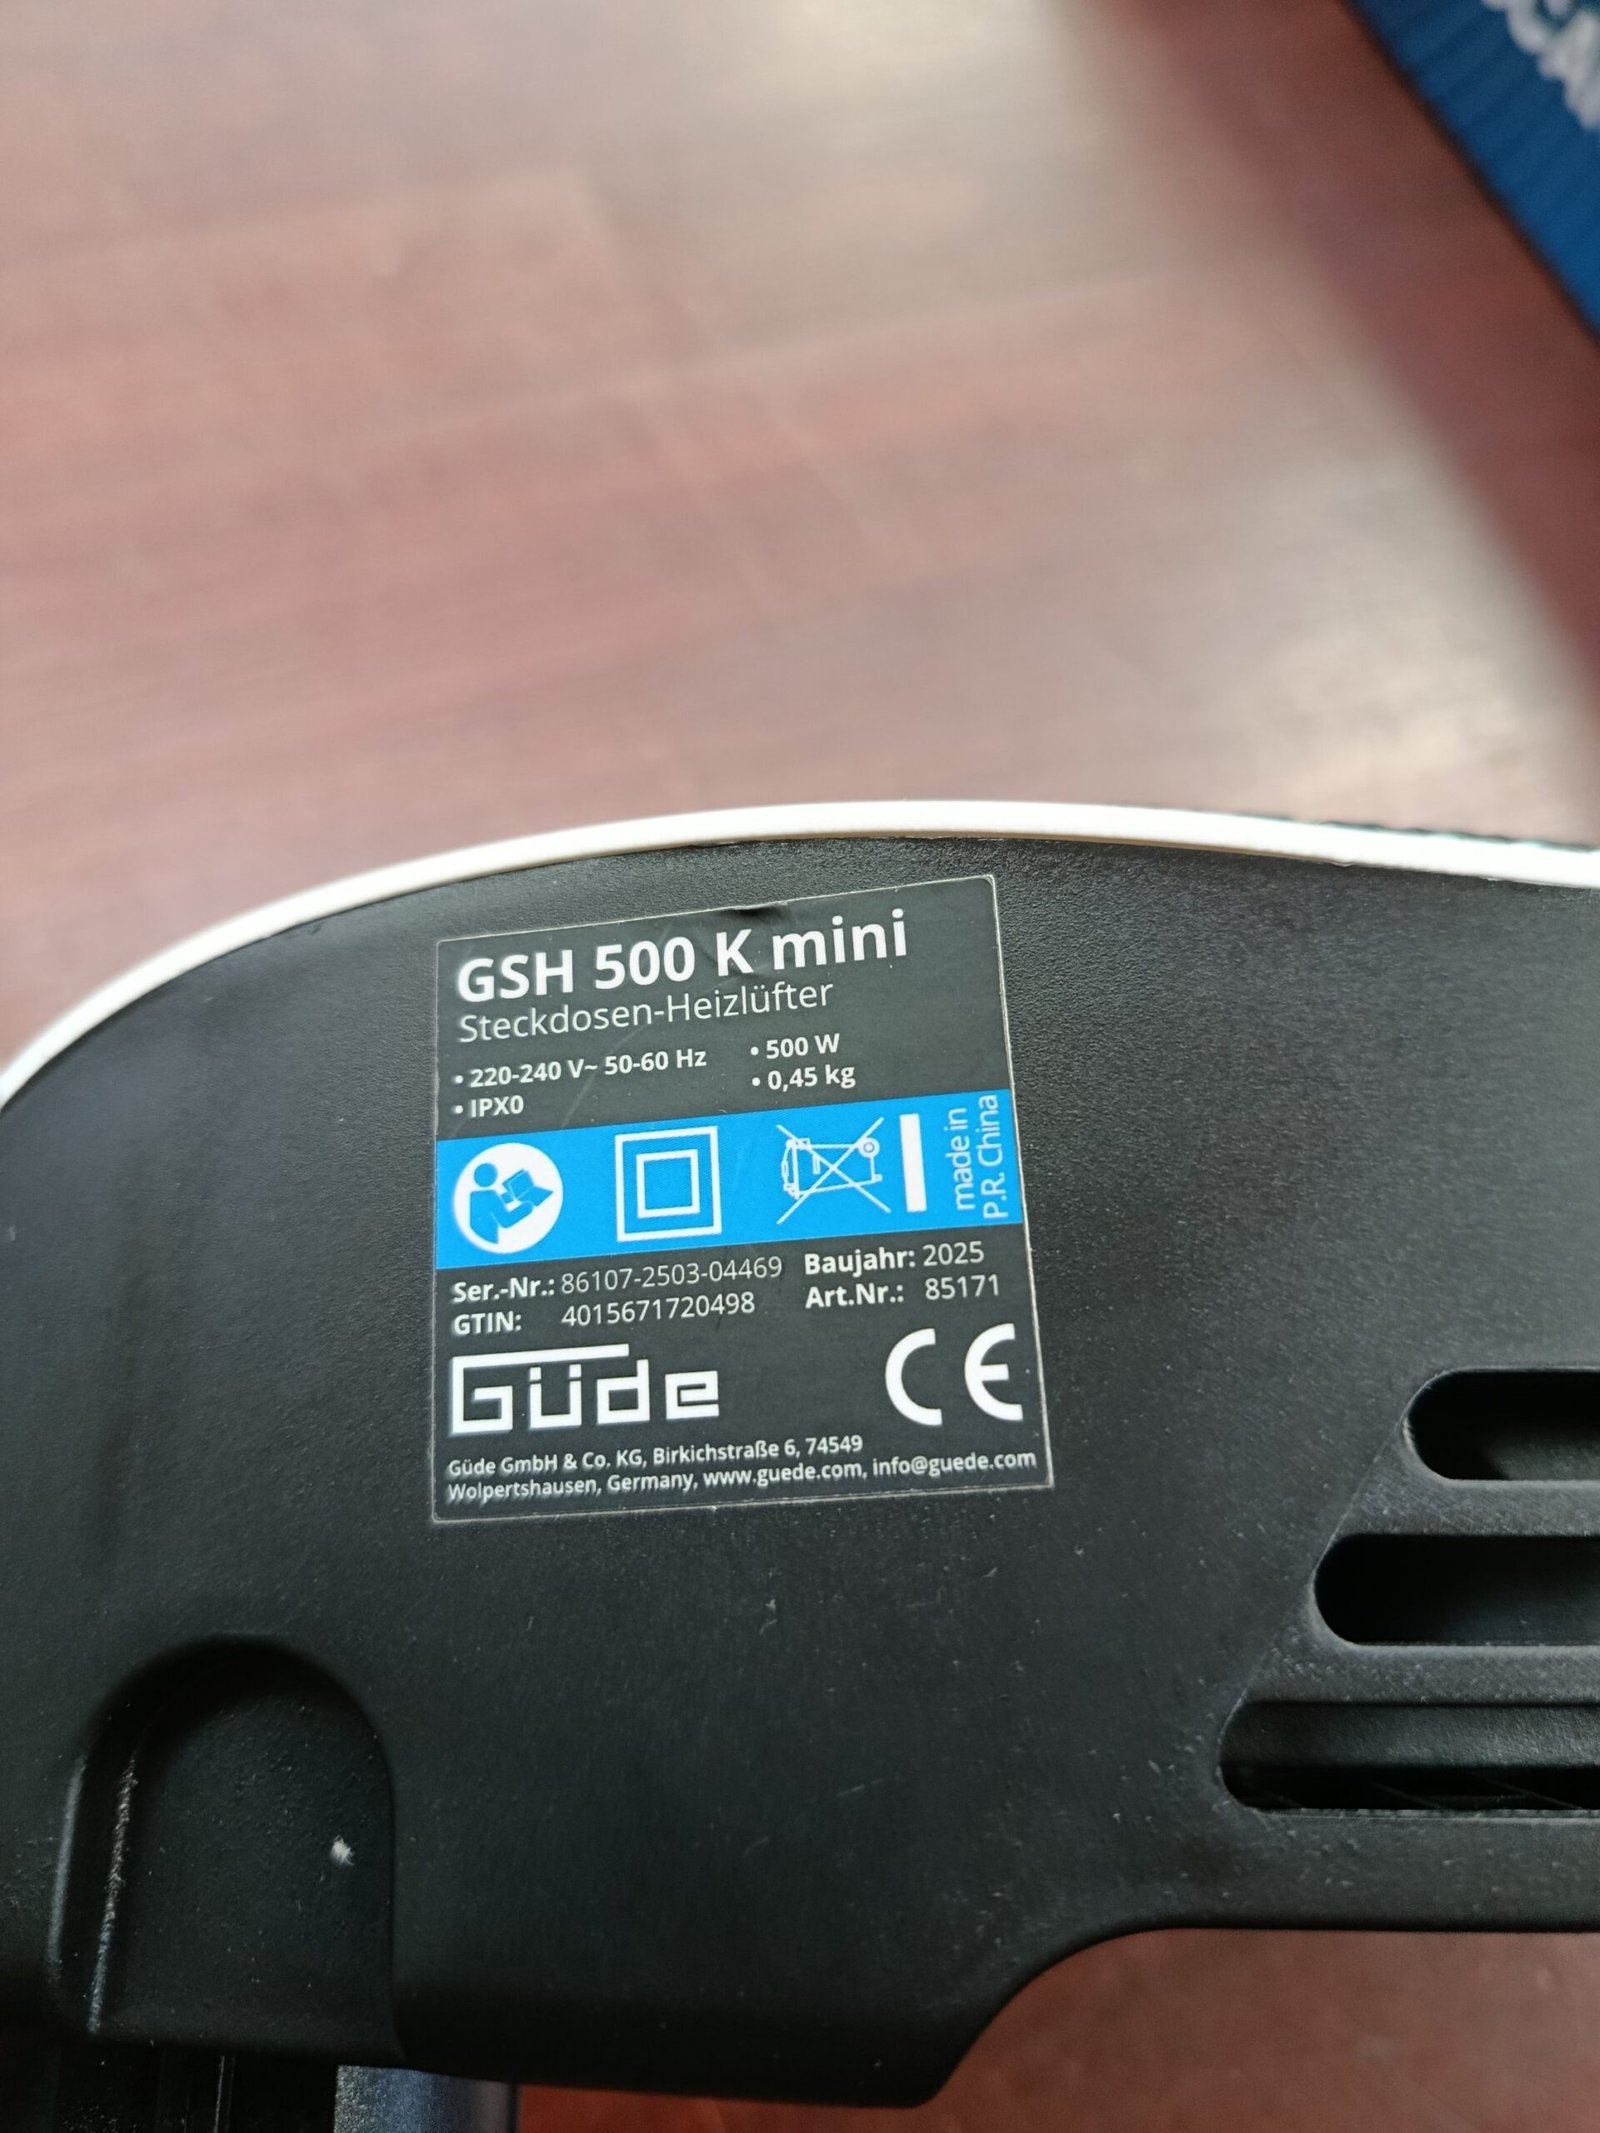 GSH 500 K mini
Steckdosen-Heizlüfter
• 220-240 V~ 50-60 Hz • 500 W
• IPX0 • 0,45 kg
made in
P.R. China
Ser.-Nr.: 86107-2503-04469 Baujahr: 2025
GTIN: 4015671720498 Art.Nr.: 85171
Güde CE
Güde GmbH & Co. KG, Birkichstraße 6, 74549
Wolpertshausen, Germany, www.guede.com, info@guede.com